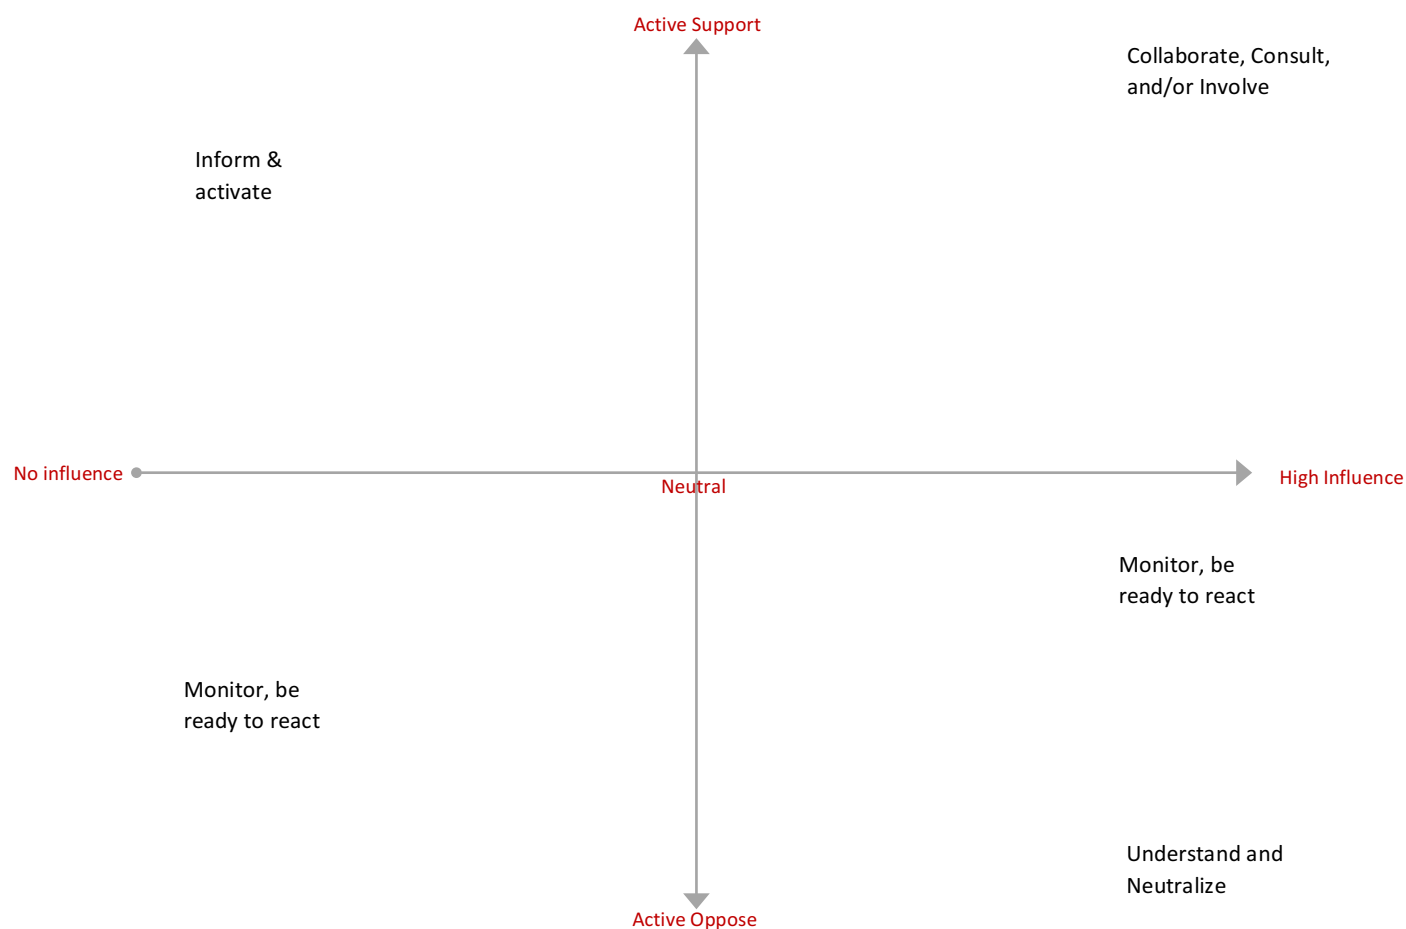 Active Support
Collaborate, Consult,
and/or Involve
Inform &
activate
No influence
Neutral
High Influence
Monitor, be
ready to react
Monitor, be
ready to react
Understand and
Neutralize
Active Oppose